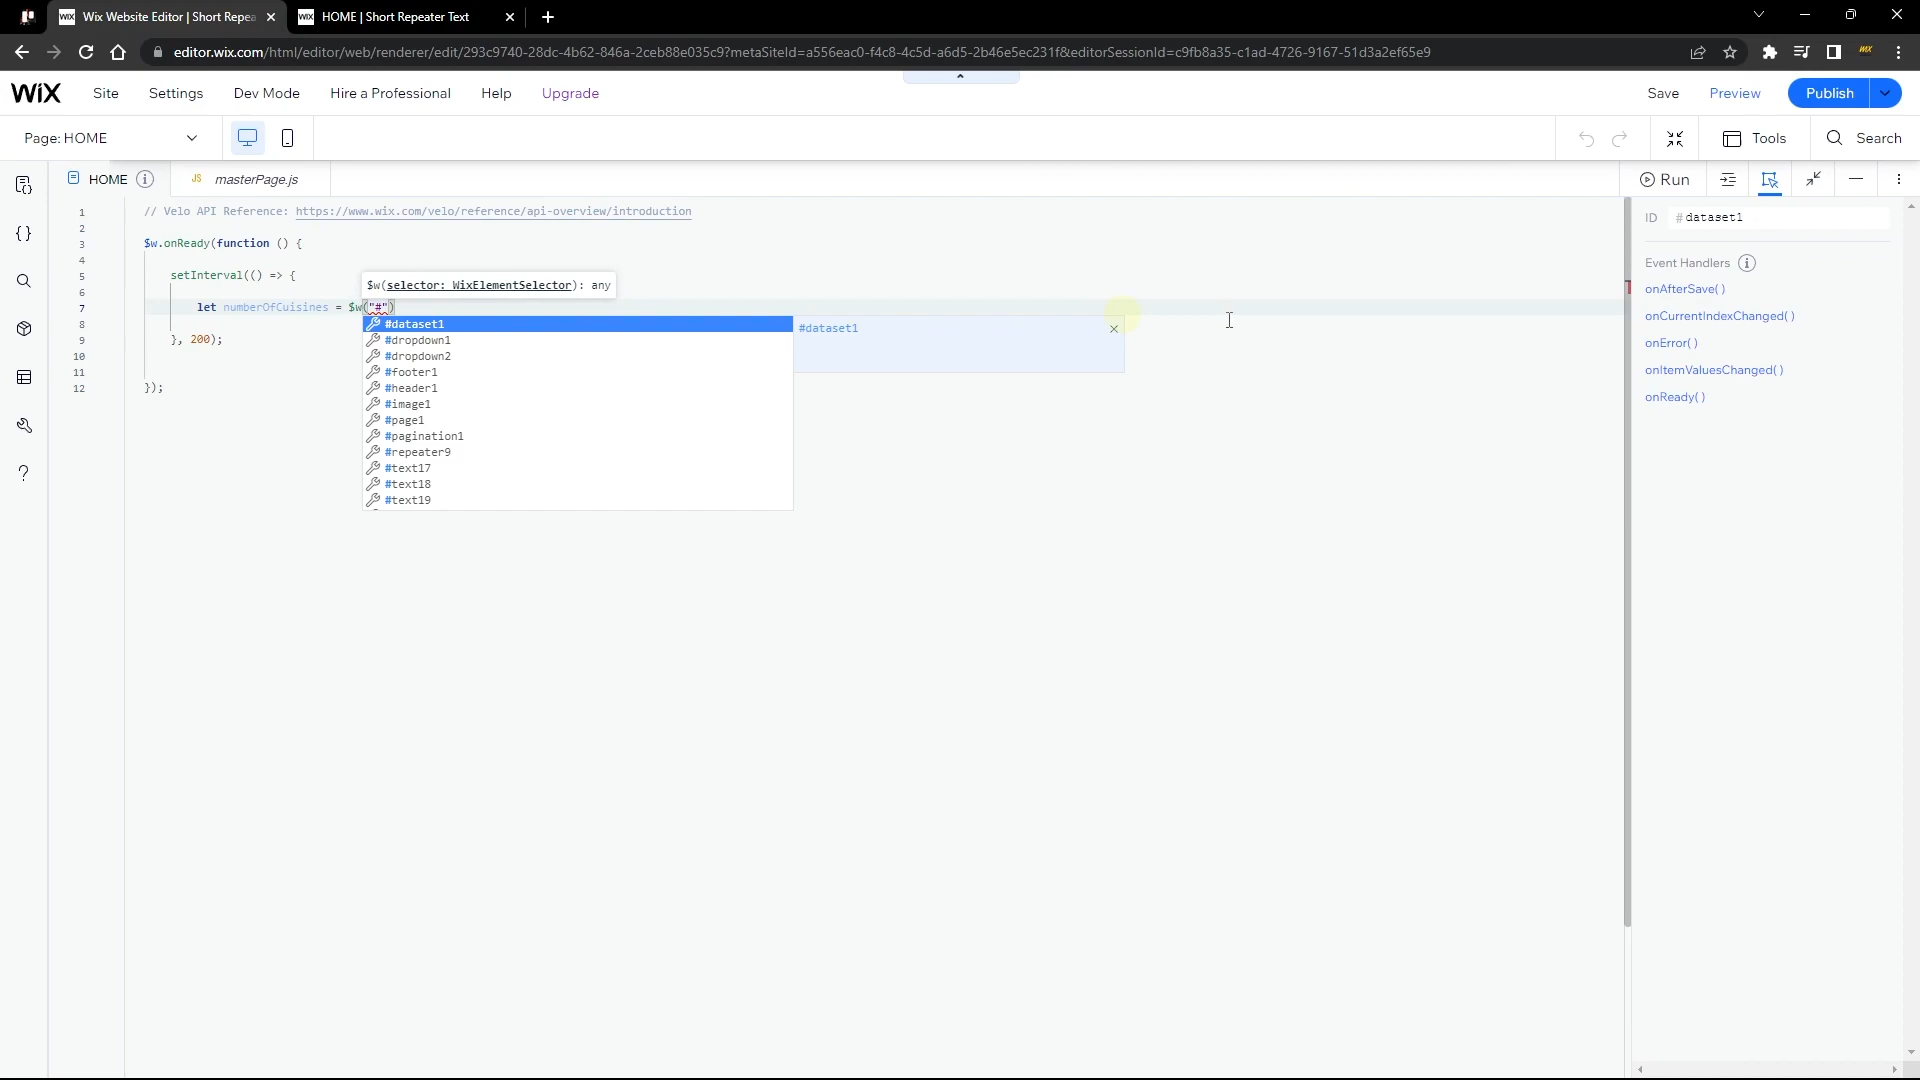 Wix Website Editor | Short Repea
HOME | Short Repeater Text
editor.wix.com/html/editor/web/renderer/edit/293c9740-28dc-4b62-846a-2ceb88e035c9?metaSiteId=a556eac0-f4c8-4c5d-a6d5-2b46e5ec231f&editorSessionId=c9fb8a35-c1ad-4726-9167-51d3a2ef65e9
WIX Site Settings Dev Mode Hire a Professional Help Upgrade Save Preview Publish
Page: HOME Tools Search
HOME JS masterPage.js Run
1 // Velo API Reference: https://www.wix.com/velo/reference/api-overview/introduction
2
3 $w.onReady(function () {
4
5 setInterval(() => {
6
7 let numberOfCuisines = $w("#")
8
9 }, 200);
10
11
12 });
$w(selector: WixElementSelector): any
#dataset1
#dropdown1
#dropdown2
#footer1
#header1
#image1
#page1
#pagination1
#repeater9
#text17
#text18
#text19
#dataset1
ID #dataset1
Event Handlers
onAfterSave()
onCurrentIndexChanged()
onError()
onItemValuesChanged()
onReady()